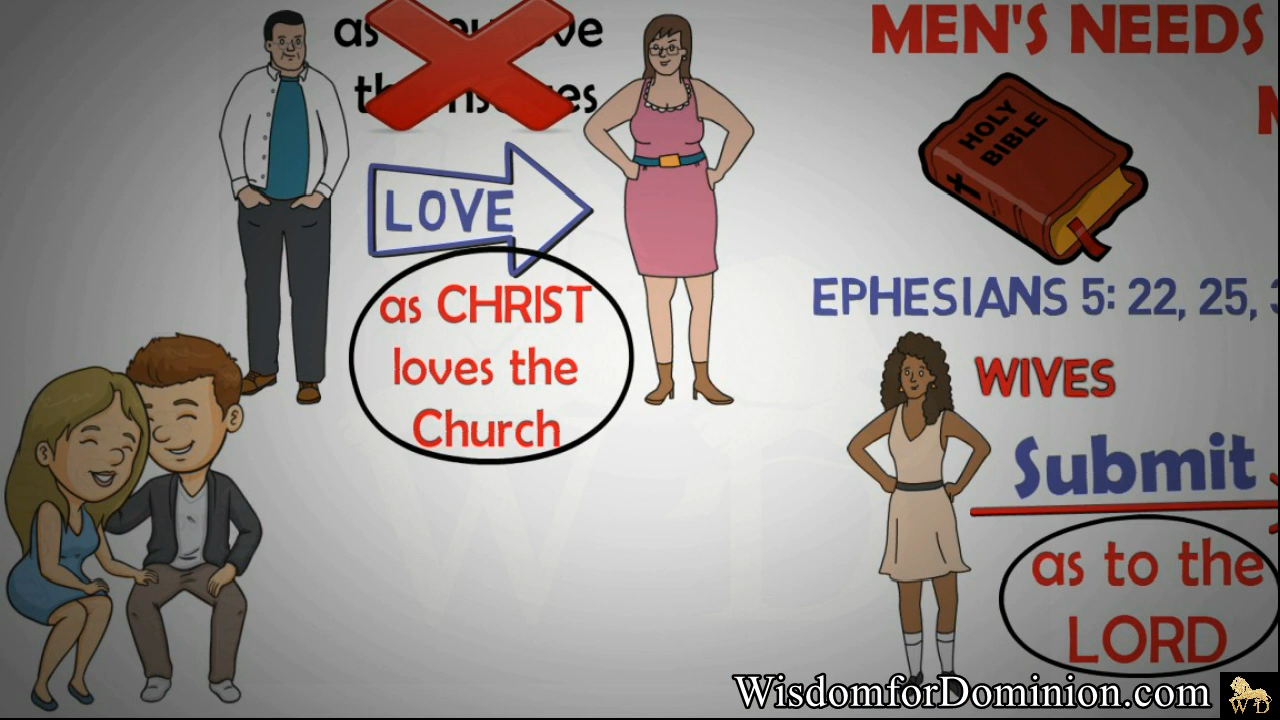 as
LOVE
as CHRIST
loves the
Church
MEN'S NEEDS
HOLY
BIBLE
EPHESIANS 5: 22, 25,
WIVES
Submit
as to the
LORD
WisdomforDominion.com
W D